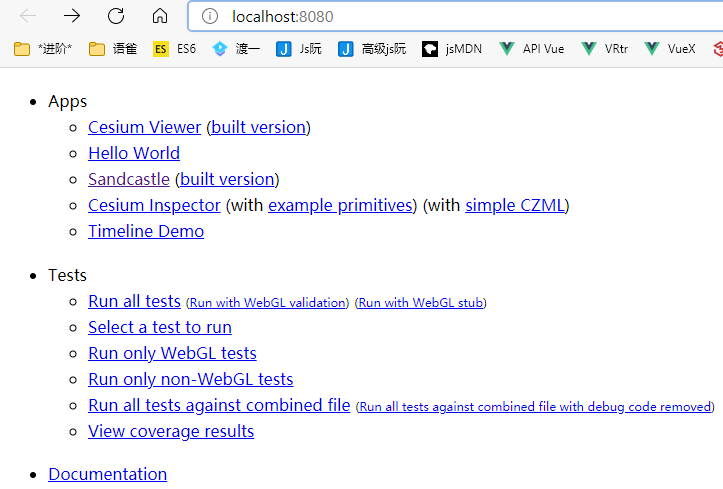 localhost:8080
*进阶* 语雀 ES ES6 渡一 J Js阮 J 高级js阮 jsMDN API Vue VRtr VueX
Apps
Cesium Viewer (built version)
Hello World
Sandcastle (built version)
Cesium Inspector (with example primitives) (with simple CZML)
Timeline Demo
Tests
Run all tests (Run with WebGL validation) (Run with WebGL stub)
Select a test to run
Run only WebGL tests
Run only non-WebGL tests
Run all tests against combined file (Run all tests against combined file with debug code removed)
View coverage results
Documentation